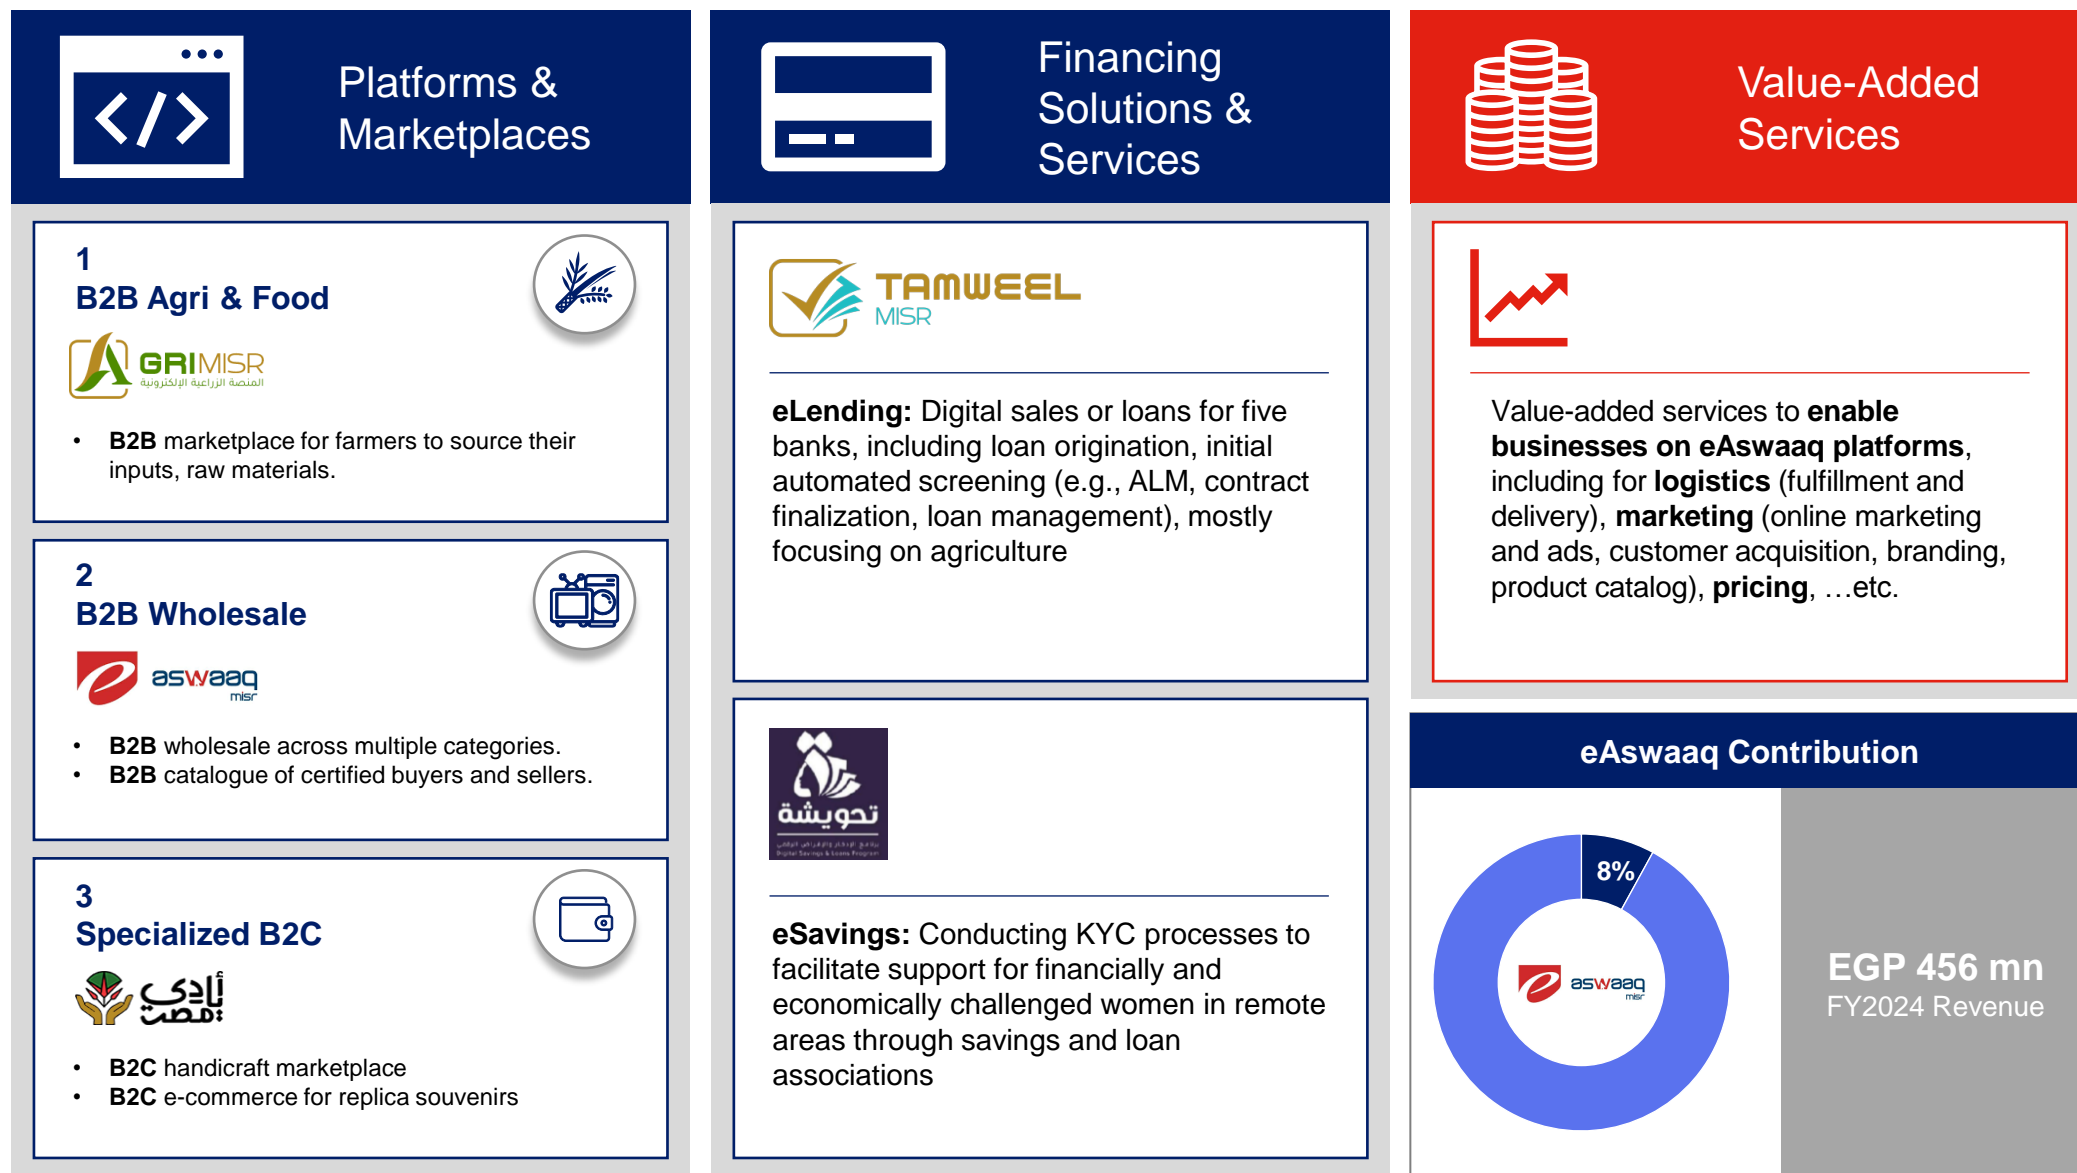 Platforms &
Marketplaces
1
B2B Agri & Food
GRIMISR
المنصة الزراعية الإلكترونية
• B2B marketplace for farmers to source their
inputs, raw materials.
2
B2B Wholesale
aswaaq
misr
• B2B wholesale across multiple categories.
• B2B catalogue of certified buyers and sellers.
3
Specialized B2C
أيادي
مصر
• B2C handicraft marketplace
• B2C e-commerce for replica souvenirs
Financing
Solutions &
Services
TAMWEEL
MISR
eLending: Digital sales or loans for five
banks, including loan origination, initial
automated screening (e.g., ALM, contract
finalization, loan management), mostly
focusing on agriculture
تحويشة
Digital Savings & Loans Program
eSavings: Conducting KYC processes to
facilitate support for financially and
economically challenged women in remote
areas through savings and loan
associations
Value-Added
Services
Value-added services to enable
businesses on eAswaaq platforms,
including for logistics (fulfillment and
delivery), marketing (online marketing
and ads, customer acquisition, branding,
product catalog), pricing, …etc.
eAswaaq Contribution
8%
aswaaq
misr
EGP 456 mn
FY2024 Revenue